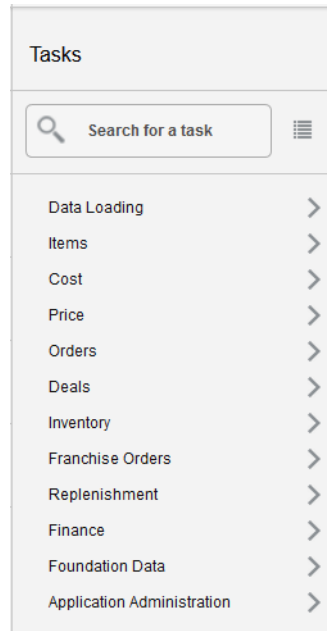 Tasks
Search for a task
Data Loading
Items
Cost
Price
Orders
Deals
Inventory
Franchise Orders
Replenishment
Finance
Foundation Data
Application Administration